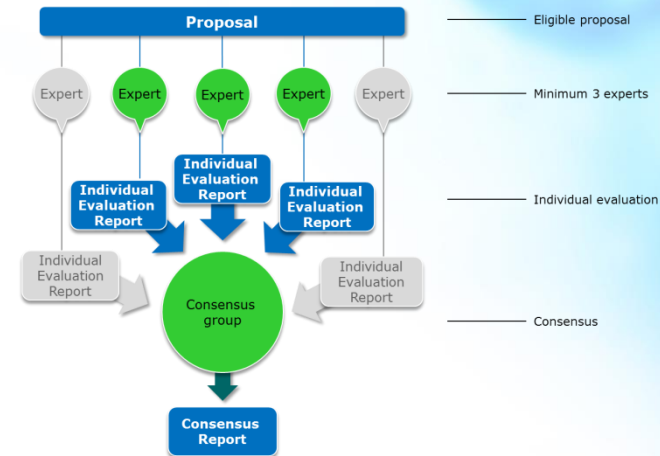 Proposal
Eligible proposal
Expert
Expert
Expert
Expert
Expert
Minimum 3 experts
Individual
Evaluation
Report
Individual
Evaluation
Report
Individual
Evaluation
Report
Individual evaluation
Individual
Evaluation
Report
Individual
Evaluation
Report
Consensus
group
Consensus
Consensus
Report